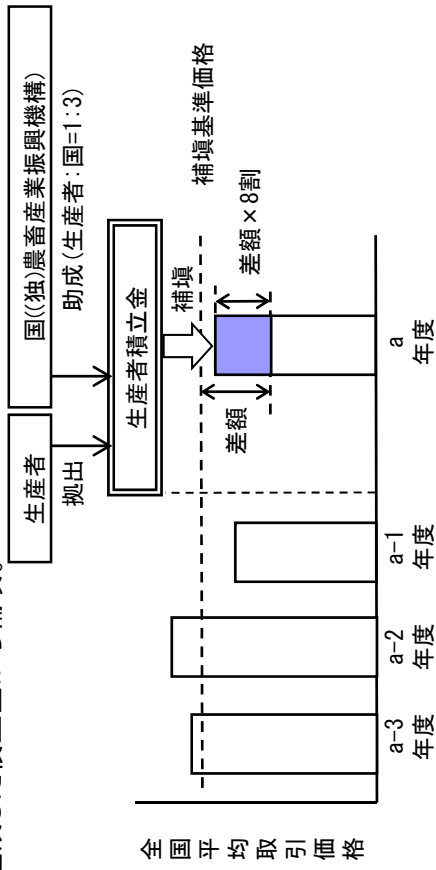 国((独)農畜産業振興機構)
生産者
助成(生産者:国=1:3)
拠出
生産者積立金
補填
補塡基準価格
差額
差額×8割
全国平均取引価格
a-3
年度
a-2
年度
a-1
年度
a
年度